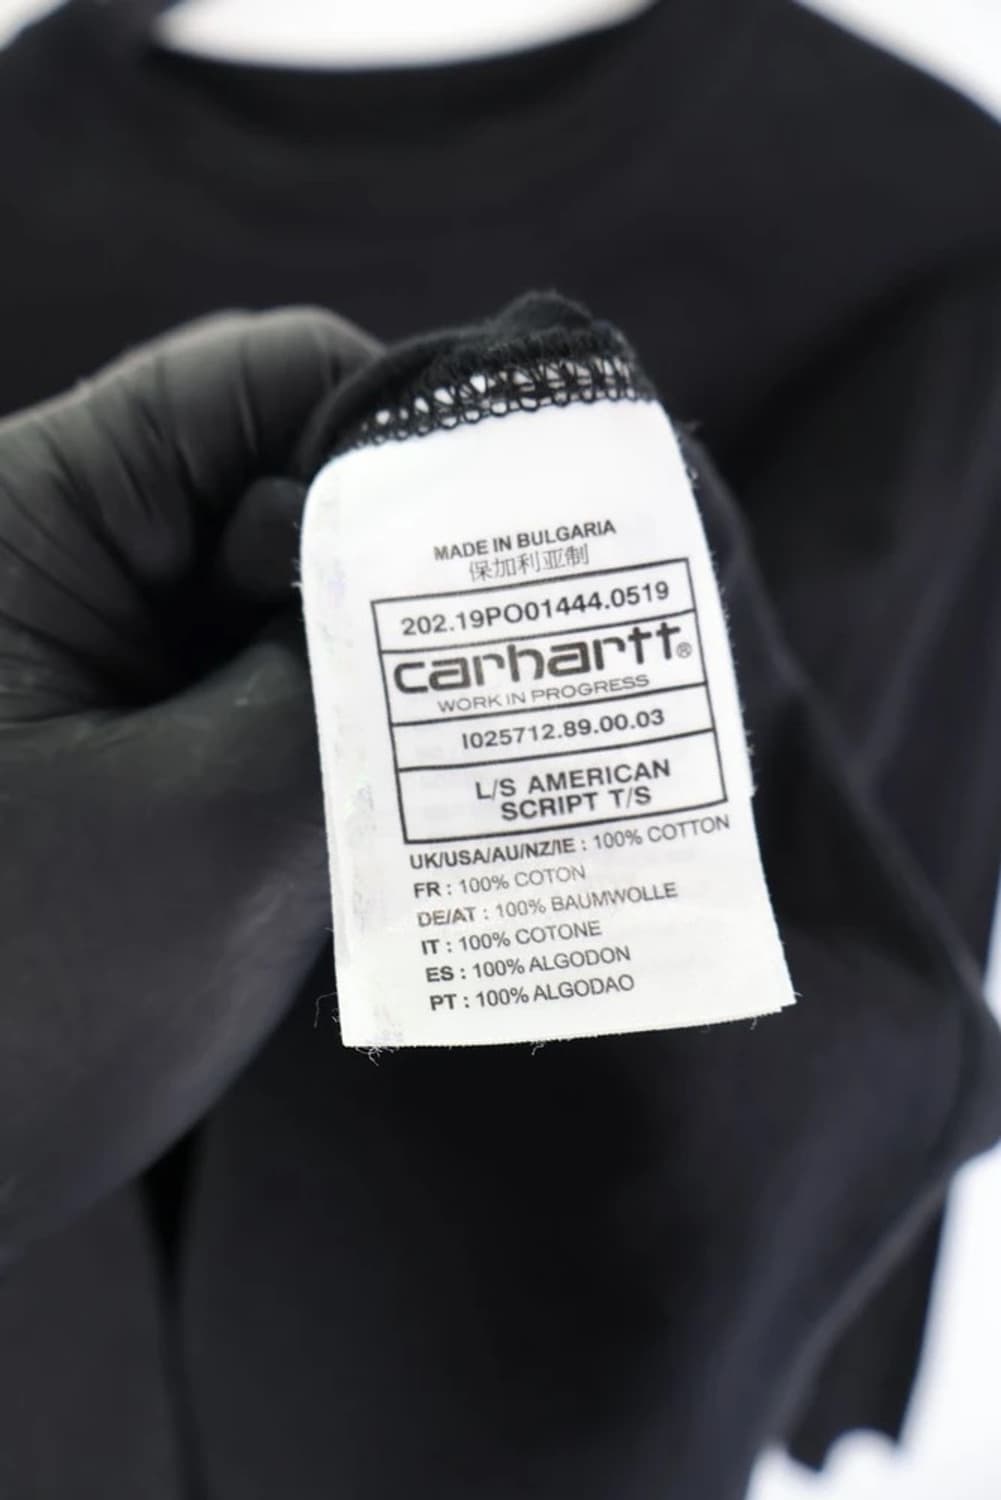 MADE IN BULGARIA
保加利亚制
202.19PO01444.0519
carhartt®
WORK IN PROGRESS
I025712.89.00.03
L/S AMERICAN
SCRIPT T/S
UK/USA/AU/NZ/IE : 100% COTTON
FR : 100% COTON
DE/AT : 100% BAUMWOLLE
IT : 100% COTONE
ES : 100% ALGODON
PT : 100% ALGODAO